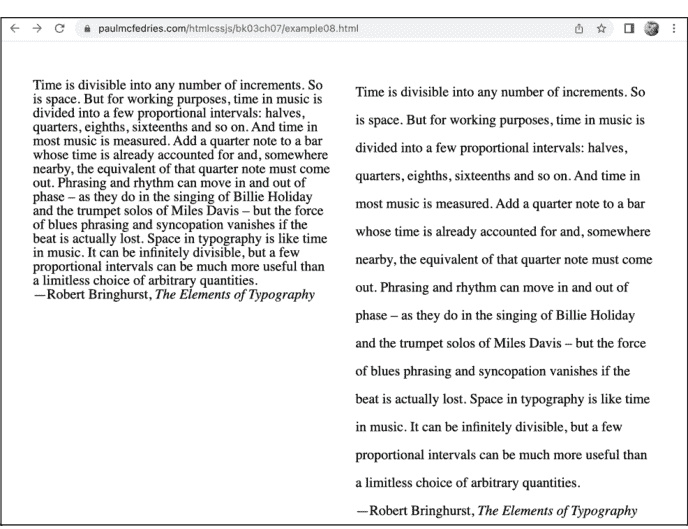 paulmcfedries.com/htmlcssjs/bk03ch07/example08.html
Time is divisible into any number of increments. So
is space. But for working purposes, time in music is
divided into a few proportional intervals: halves,
quarters, eighths, sixteenths and so on. And time in
most music is measured. Add a quarter note to a bar
whose time is already accounted for and, somewhere
nearby, the equivalent of that quarter note must come
out. Phrasing and rhythm can move in and out of
phase – as they do in the singing of Billie Holiday
and the trumpet solos of Miles Davis – but the force
of blues phrasing and syncopation vanishes if the
beat is actually lost. Space in typography is like time
in music. It can be infinitely divisible, but a few
proportional intervals can be much more useful than
a limitless choice of arbitrary quantities.
—Robert Bringhurst, The Elements of Typography
Time is divisible into any number of increments. So
is space. But for working purposes, time in music is
divided into a few proportional intervals: halves,
quarters, eighths, sixteenths and so on. And time in
most music is measured. Add a quarter note to a bar
whose time is already accounted for and, somewhere
nearby, the equivalent of that quarter note must come
out. Phrasing and rhythm can move in and out of
phase – as they do in the singing of Billie Holiday
and the trumpet solos of Miles Davis – but the force
of blues phrasing and syncopation vanishes if the
beat is actually lost. Space in typography is like time
in music. It can be infinitely divisible, but a few
proportional intervals can be much more useful than
a limitless choice of arbitrary quantities.
—Robert Bringhurst, The Elements of Typography